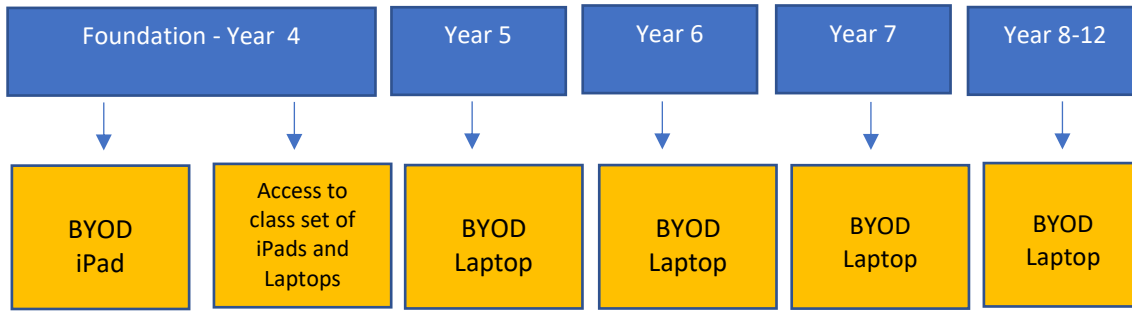 Foundation - Year 4
Year 5
Year 6
Year 7
Year 8-12
BYOD
iPad
Access to
class set of
iPads and
Laptops
BYOD
Laptop
BYOD
Laptop
BYOD
Laptop
BYOD
Laptop